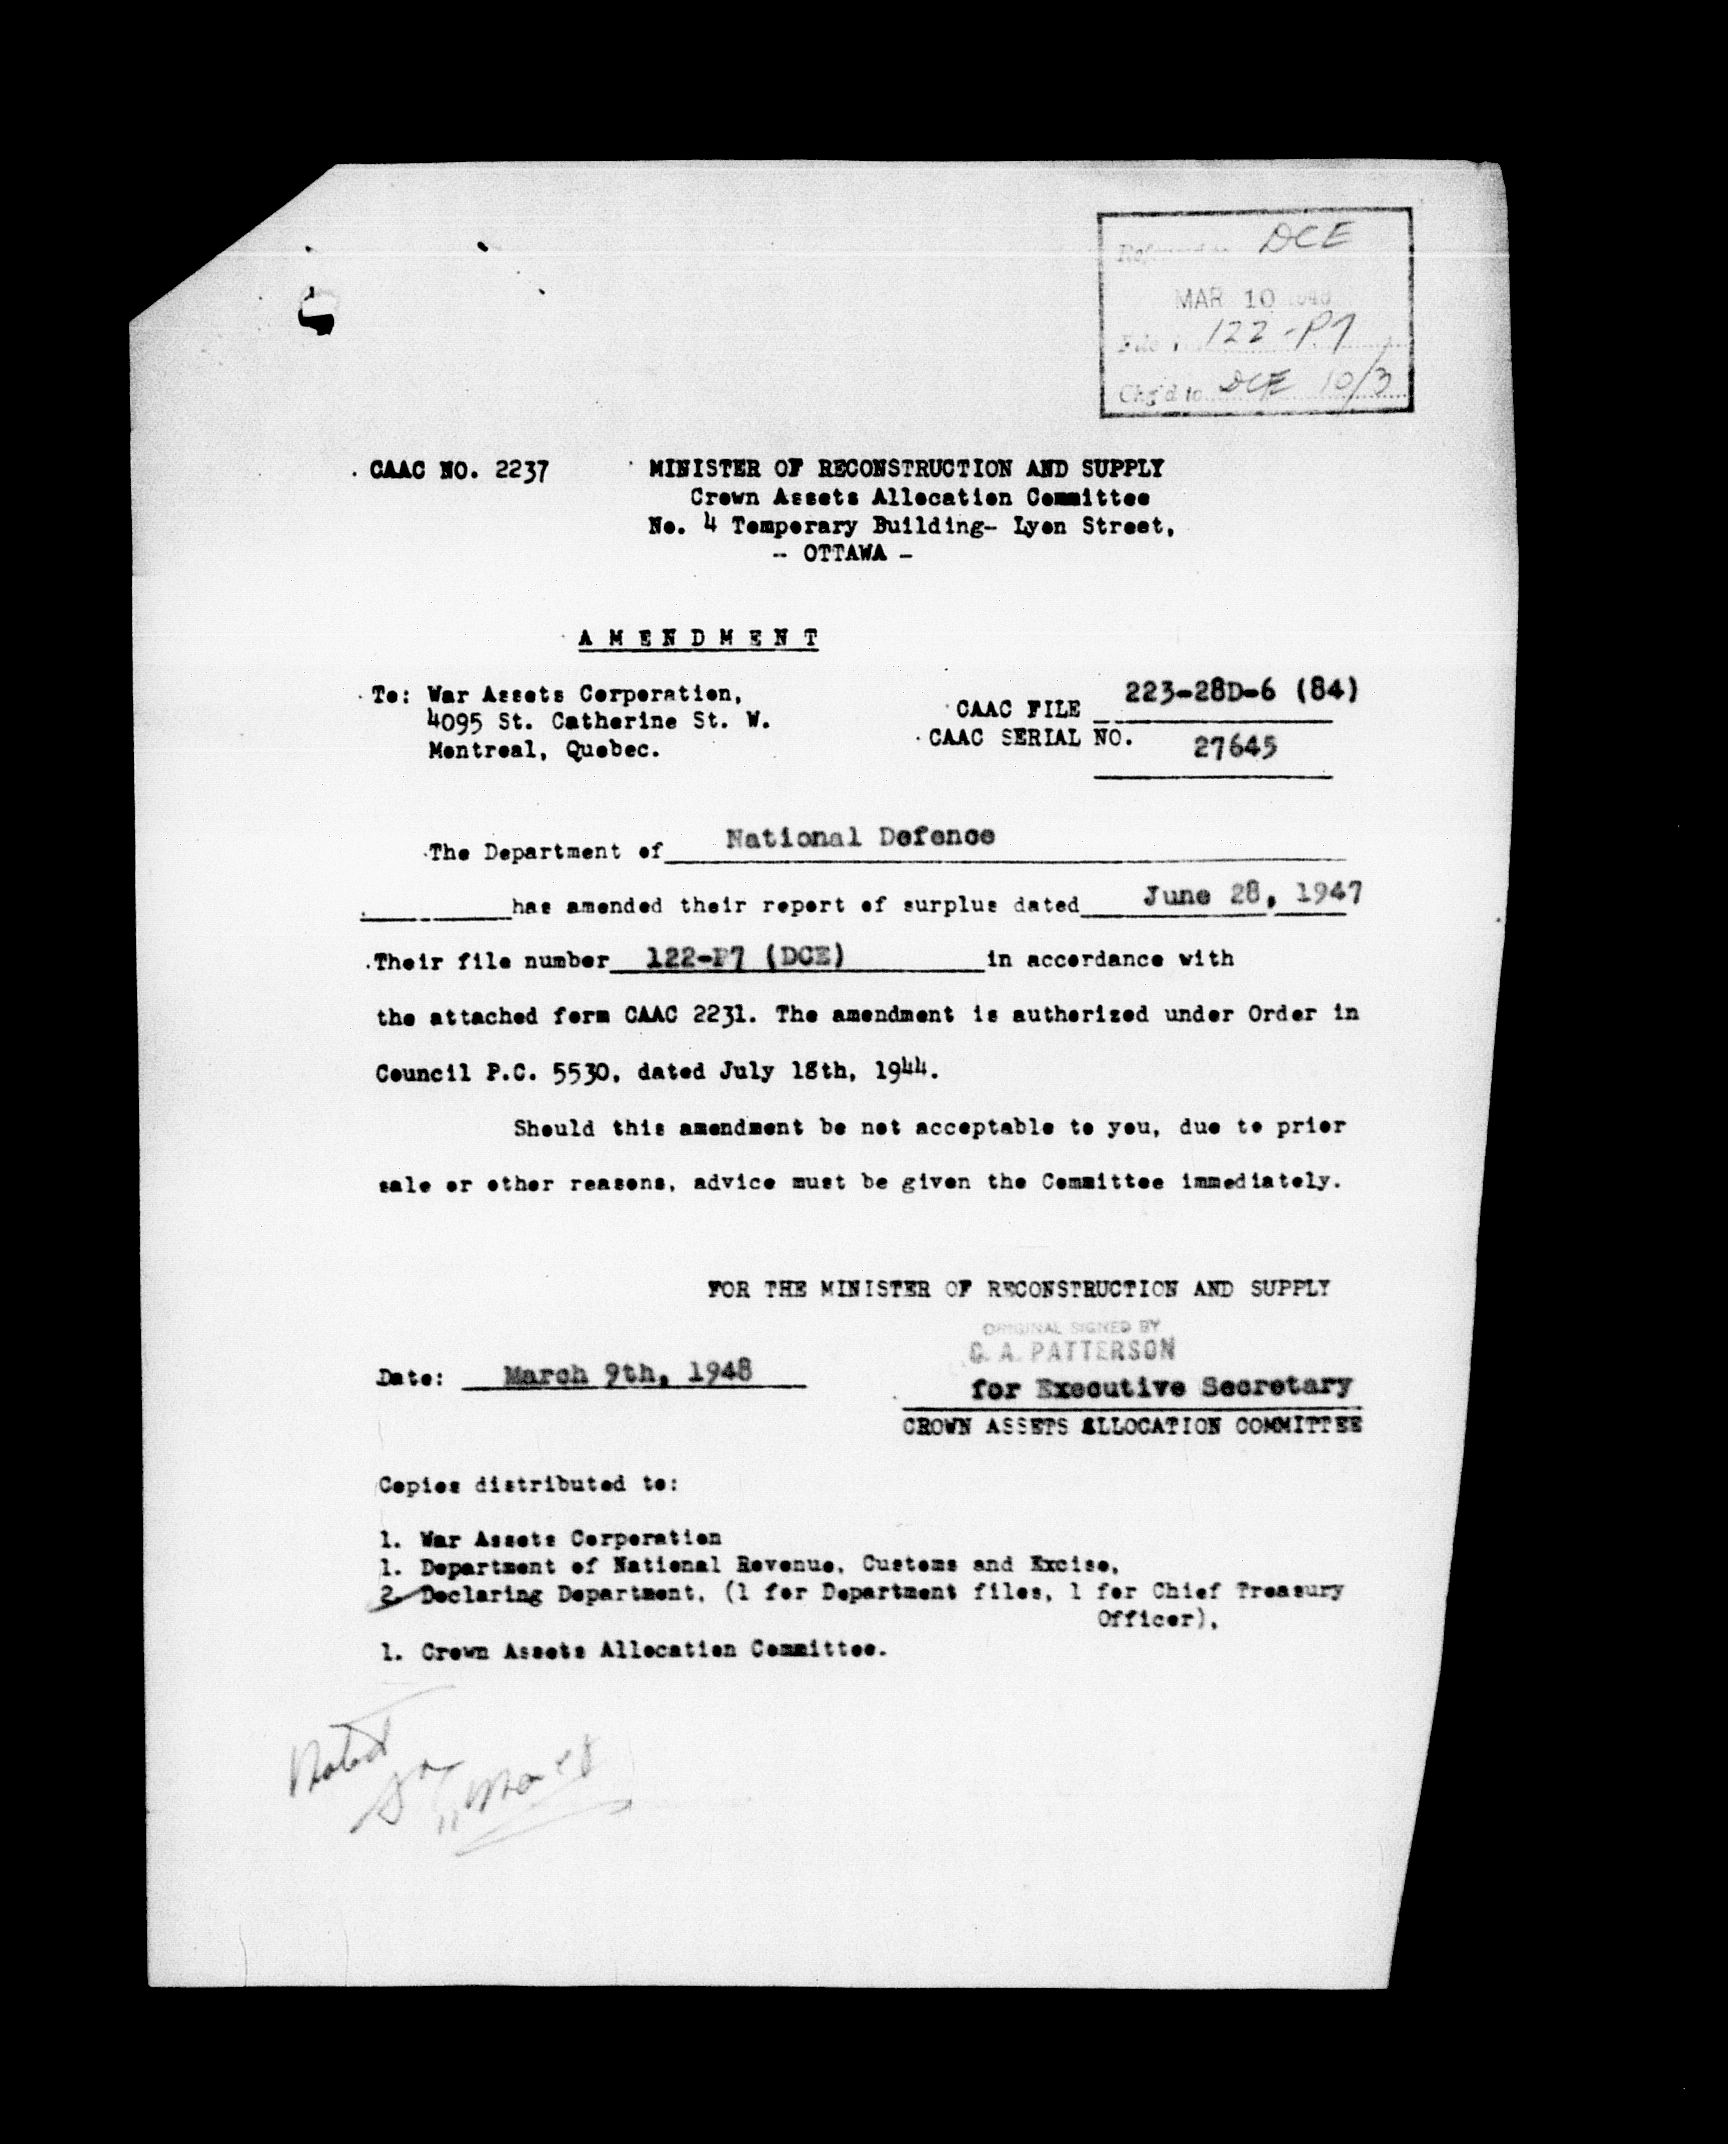 Referred to DCE
MAR 10 1948
File 122-P7
Chg'd to DCE 10/3
CAAC NO. 2237
MINISTER OF RECONSTRUCTION AND SUPPLY
Crown Assets Allocation Committee
No. 4 Temporary Building- Lyon Street,
- OTTAWA -
A M E N D M E N T
To: War Assets Corporation,
4095 St. Catherine St. W.
Montreal, Quebec.
CAAC FILE 223-28D-6 (84)
CAAC SERIAL NO. 27645
The Department of National Defence
has amended their report of surplus dated June 28, 1947
Their file number 122-P7 (DCE) in accordance with
the attached form CAAC 2231. The amendment is authorized under Order in
Council P.C. 5530, dated July 18th, 1944.
Should this amendment be not acceptable to you, due to prior
sale or other reasons, advice must be given the Committee immediately.
FOR THE MINISTER OF RECONSTRUCTION AND SUPPLY
ORIGINAL SIGNED BY
C. A. PATTERSON
Date: March 9th, 1948
for Executive Secretary
CROWN ASSETS ALLOCATION COMMITTEE
Copies distributed to:
1. War Assets Corporation
1. Department of National Revenue, Customs and Excise,
2. Declaring Department, (1 for Department files, 1 for Chief Treasury
Officer),
1. Crown Assets Allocation Committee.
Noted